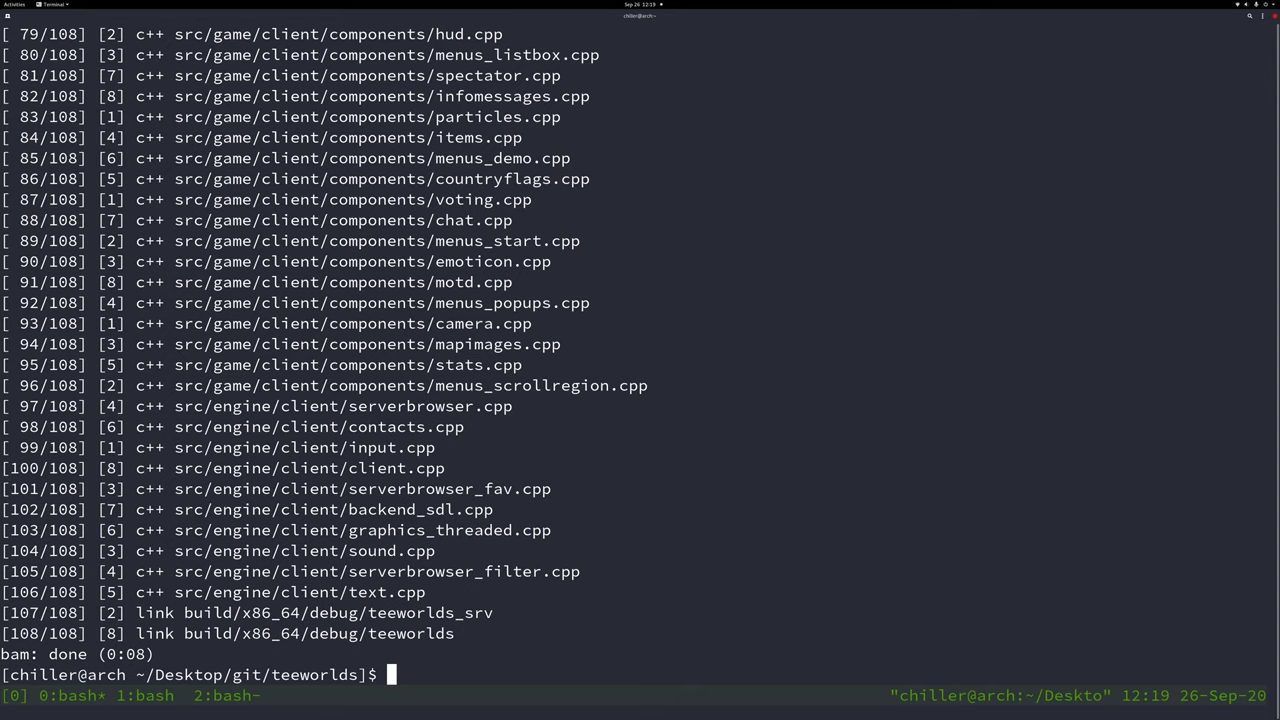 Activities Terminal Sep 26 12:19
chiller@arch:~
[ 79/108] [2] c++ src/game/client/components/hud.cpp
[ 80/108] [3] c++ src/game/client/components/menus_listbox.cpp
[ 81/108] [7] c++ src/game/client/components/spectator.cpp
[ 82/108] [8] c++ src/game/client/components/infomessages.cpp
[ 83/108] [1] c++ src/game/client/components/particles.cpp
[ 84/108] [4] c++ src/game/client/components/items.cpp
[ 85/108] [6] c++ src/game/client/components/menus_demo.cpp
[ 86/108] [5] c++ src/game/client/components/countryflags.cpp
[ 87/108] [1] c++ src/game/client/components/voting.cpp
[ 88/108] [7] c++ src/game/client/components/chat.cpp
[ 89/108] [2] c++ src/game/client/components/menus_start.cpp
[ 90/108] [3] c++ src/game/client/components/emoticon.cpp
[ 91/108] [8] c++ src/game/client/components/motd.cpp
[ 92/108] [4] c++ src/game/client/components/menus_popups.cpp
[ 93/108] [1] c++ src/game/client/components/camera.cpp
[ 94/108] [3] c++ src/game/client/components/mapimages.cpp
[ 95/108] [5] c++ src/game/client/components/stats.cpp
[ 96/108] [2] c++ src/game/client/components/menus_scrollregion.cpp
[ 97/108] [4] c++ src/engine/client/serverbrowser.cpp
[ 98/108] [6] c++ src/engine/client/contacts.cpp
[ 99/108] [1] c++ src/engine/client/input.cpp
[100/108] [8] c++ src/engine/client/client.cpp
[101/108] [3] c++ src/engine/client/serverbrowser_fav.cpp
[102/108] [7] c++ src/engine/client/backend_sdl.cpp
[103/108] [6] c++ src/engine/client/graphics_threaded.cpp
[104/108] [3] c++ src/engine/client/sound.cpp
[105/108] [4] c++ src/engine/client/serverbrowser_filter.cpp
[106/108] [5] c++ src/engine/client/text.cpp
[107/108] [2] link build/x86_64/debug/teeworlds_srv
[108/108] [8] link build/x86_64/debug/teeworlds
bam: done (0:08)
[chiller@arch ~/Desktop/git/teeworlds]$
[0] 0:bash* 1:bash  2:bash- "chiller@arch:~/Deskto" 12:19 26-Sep-20